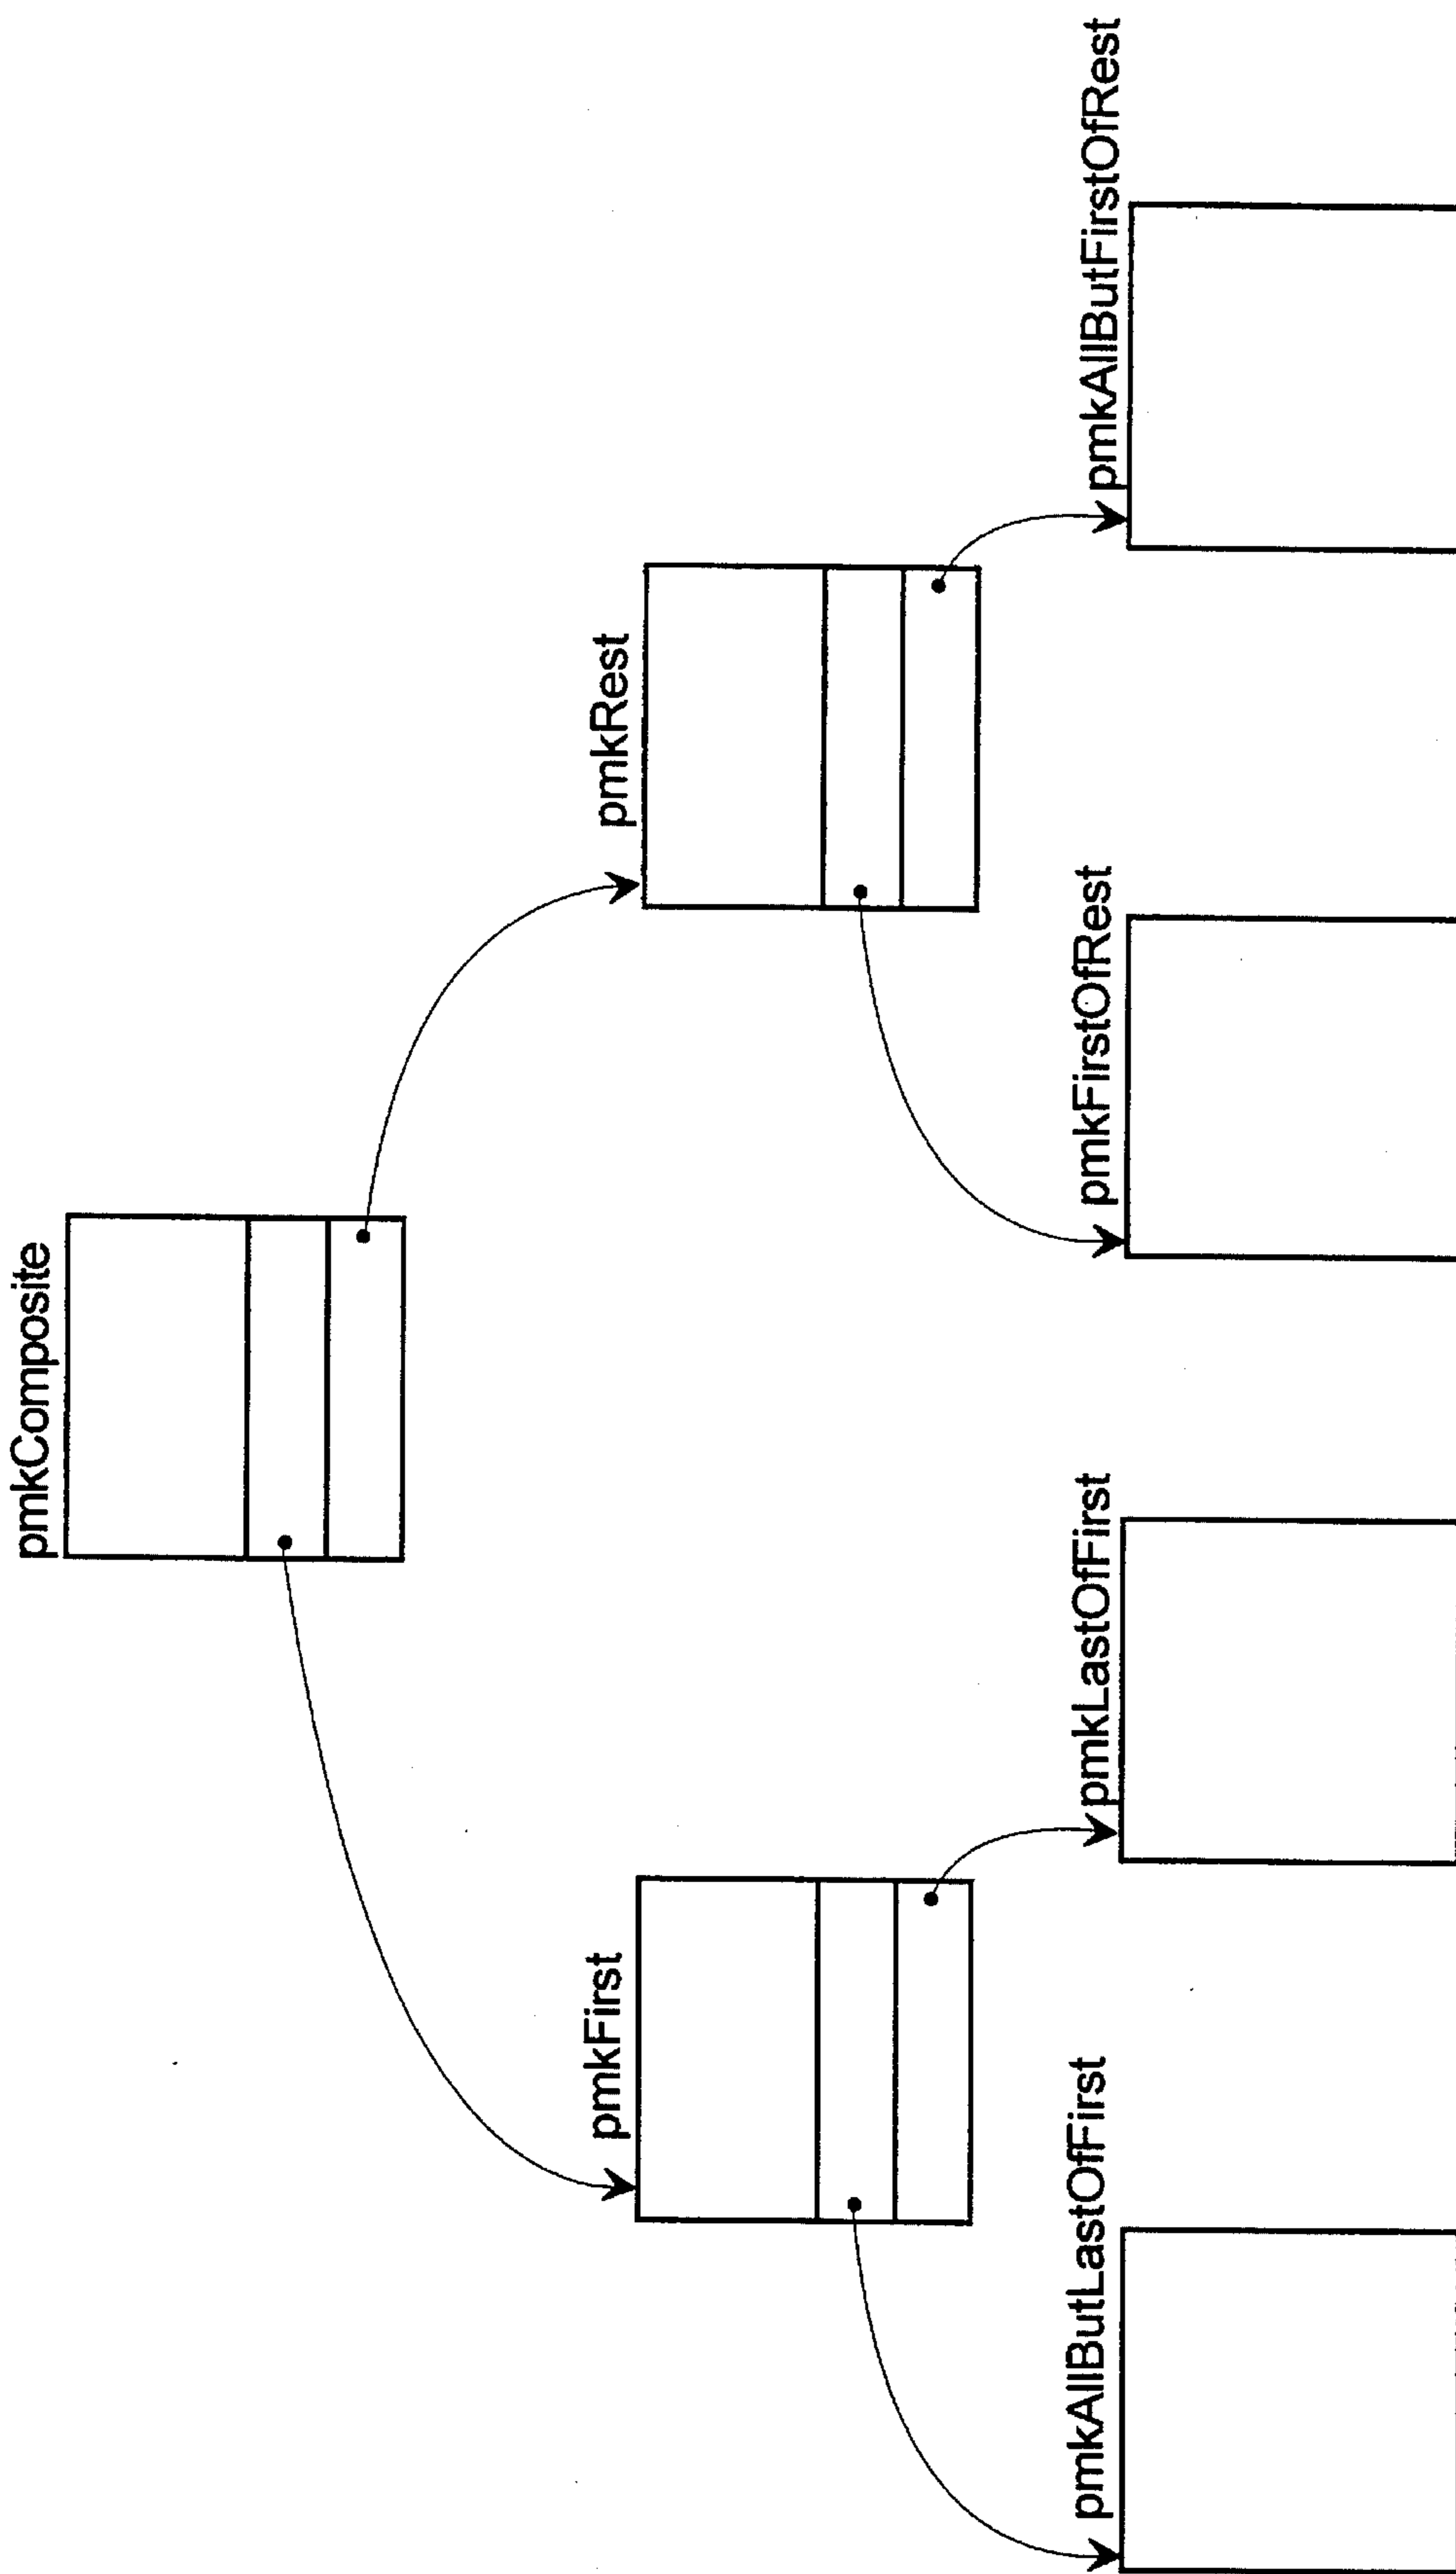 pmkComposite
pmkFirst
pmkRest
pmkAllButLastOfFirst
pmkLastOfFirst
pmkFirstOfRest
pmkAllButFirstOfRest